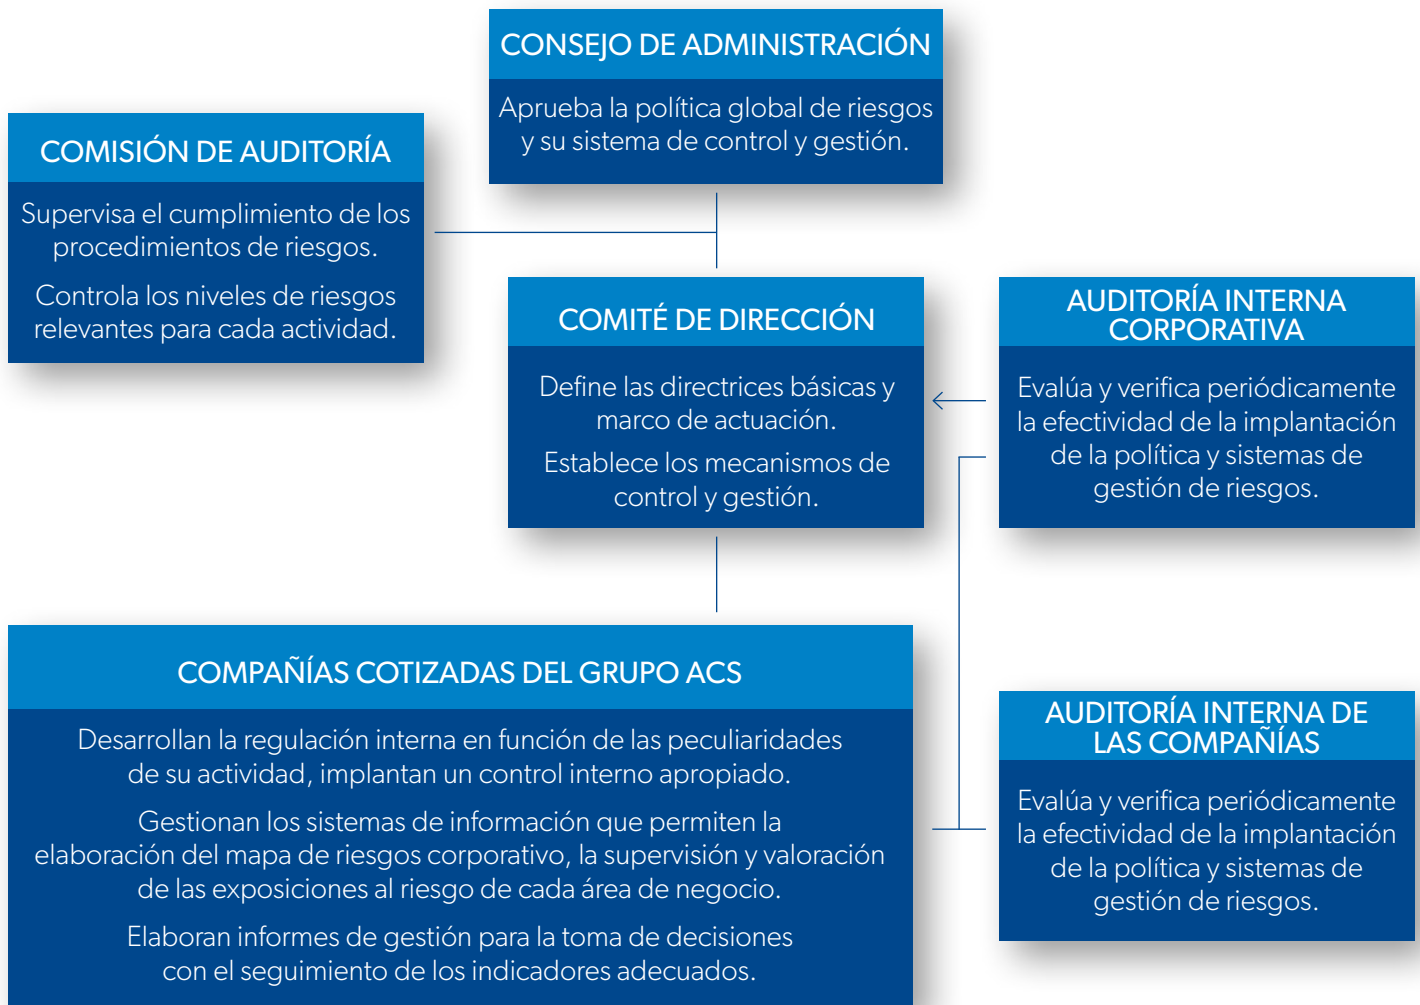 CONSEJO DE ADMINISTRACIÓN
Aprueba la política global de riesgos
y su sistema de control y gestión.
COMISIÓN DE AUDITORÍA
Supervisa el cumplimiento de los
procedimientos de riesgos.
Controla los niveles de riesgos
relevantes para cada actividad.
COMITÉ DE DIRECCIÓN
Define las directrices básicas y
marco de actuación.
Establece los mecanismos de
control y gestión.
AUDITORÍA INTERNA
CORPORATIVA
Evalúa y verifica periódicamente
la efectividad de la implantación
de la política y sistemas de
gestión de riesgos.
COMPAÑÍAS COTIZADAS DEL GRUPO ACS
Desarrollan la regulación interna en función de las peculiaridades
de su actividad, implantan un control interno apropiado.
Gestionan los sistemas de información que permiten la
elaboración del mapa de riesgos corporativo, la supervisión y valoración
de las exposiciones al riesgo de cada área de negocio.
Elaboran informes de gestión para la toma de decisiones
con el seguimiento de los indicadores adecuados.
AUDITORÍA INTERNA DE
LAS COMPAÑÍAS
Evalúa y verifica periódicamente
la efectividad de la implantación
de la política y sistemas de
gestión de riesgos.